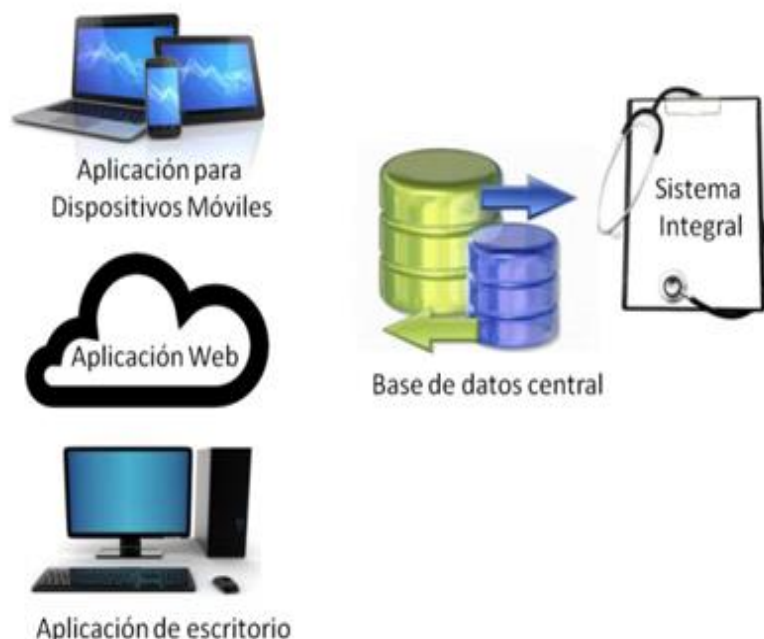 Aplicación para
Dispositivos Móviles
Aplicación Web
Aplicación de escritorio
Base de datos central
Sistema
Integral